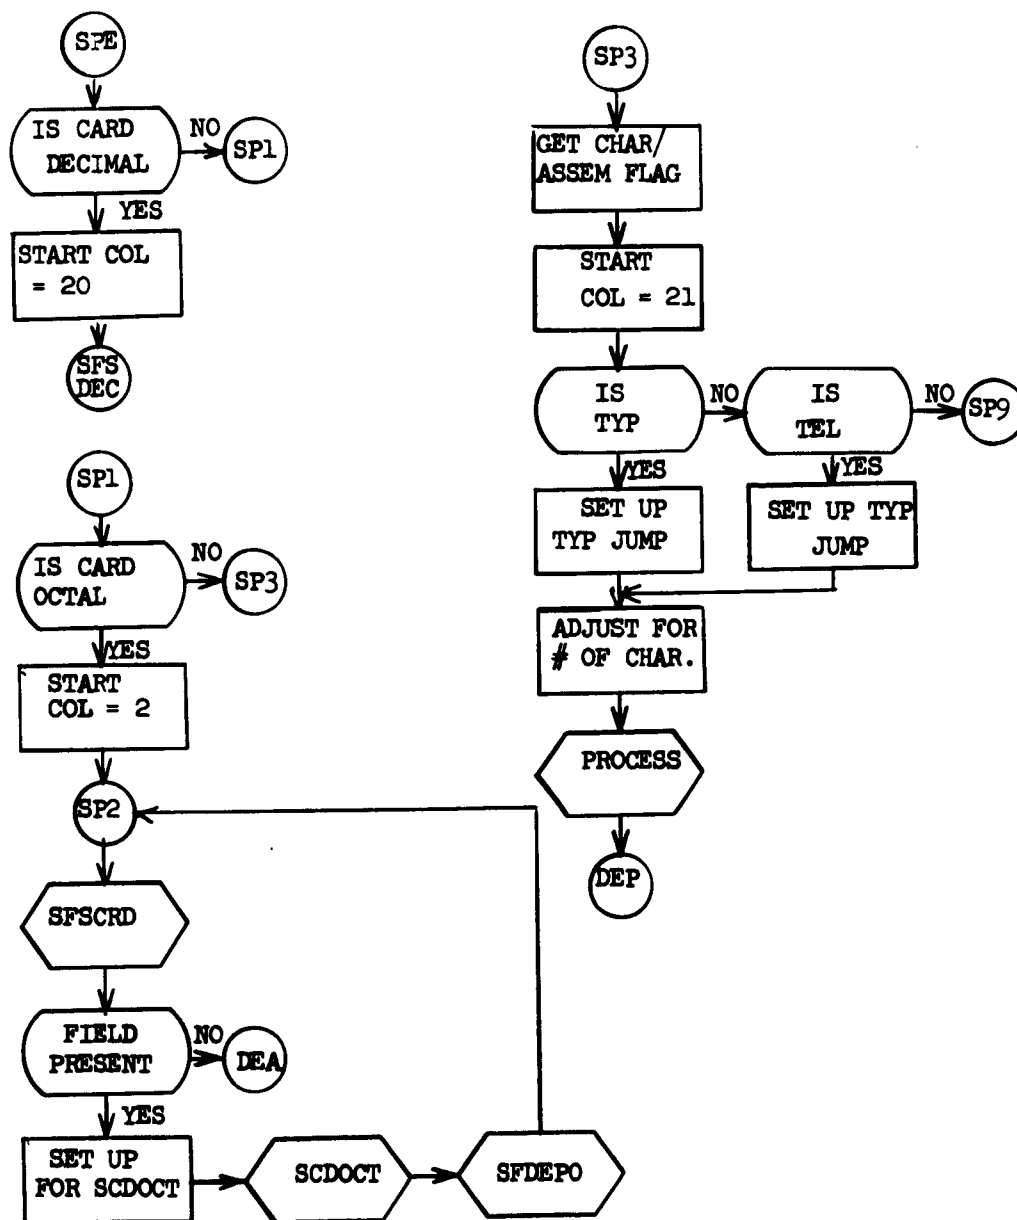 SPE
IS CARD
DECIMAL
NO
SP1
YES
START COL
= 20
SFS
DEC
SP1
IS CARD
OCTAL
NO
SP3
YES
START
COL = 2
SP2
SFSCRD
FIELD
PRESENT
NO
DEA
YES
SET UP
FOR SCDOCT
SCDOCT
SFDEPO
SP3
GET CHAR/
ASSEM FLAG
START
COL = 21
IS
TYP
NO
IS
TEL
NO
SP9
YES
SET UP
TYP JUMP
YES
SET UP TYP
JUMP
ADJUST FOR
# OF CHAR.
PROCESS
DEP